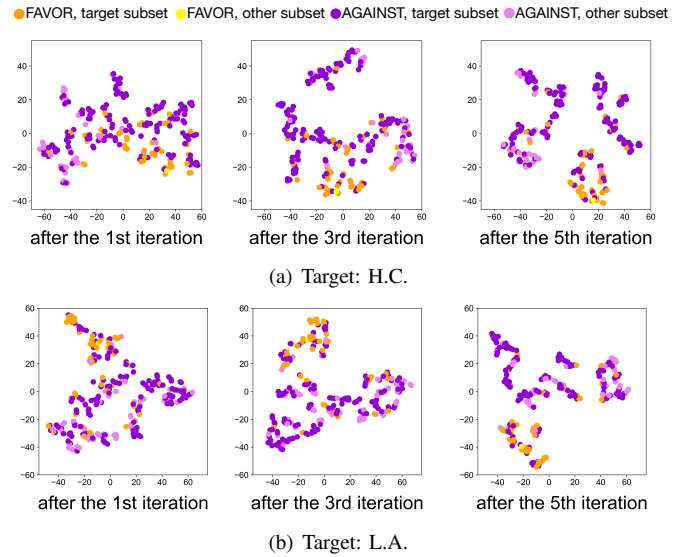 FAVOR, target subset FAVOR, other subset AGAINST, target subset AGAINST, other subset
40
20
0
−20
−40
−60 −40 −20 0 20 40 60
after the 1st iteration
40
20
0
−20
−40
−60 −40 −20 0 20 40 60
after the 3rd iteration
40
20
0
−20
−40
−60 −40 −20 0 20 40 60
after the 5th iteration
(a) Target: H.C.
60
40
20
0
−20
−40
−60
−40 −20 0 20 40 60
after the 1st iteration
60
40
20
0
−20
−40
−60
−40 −20 0 20 40 60
after the 3rd iteration
60
40
20
0
−20
−40
−60
−40 −20 0 20 40 60
after the 5th iteration
(b) Target: L.A.